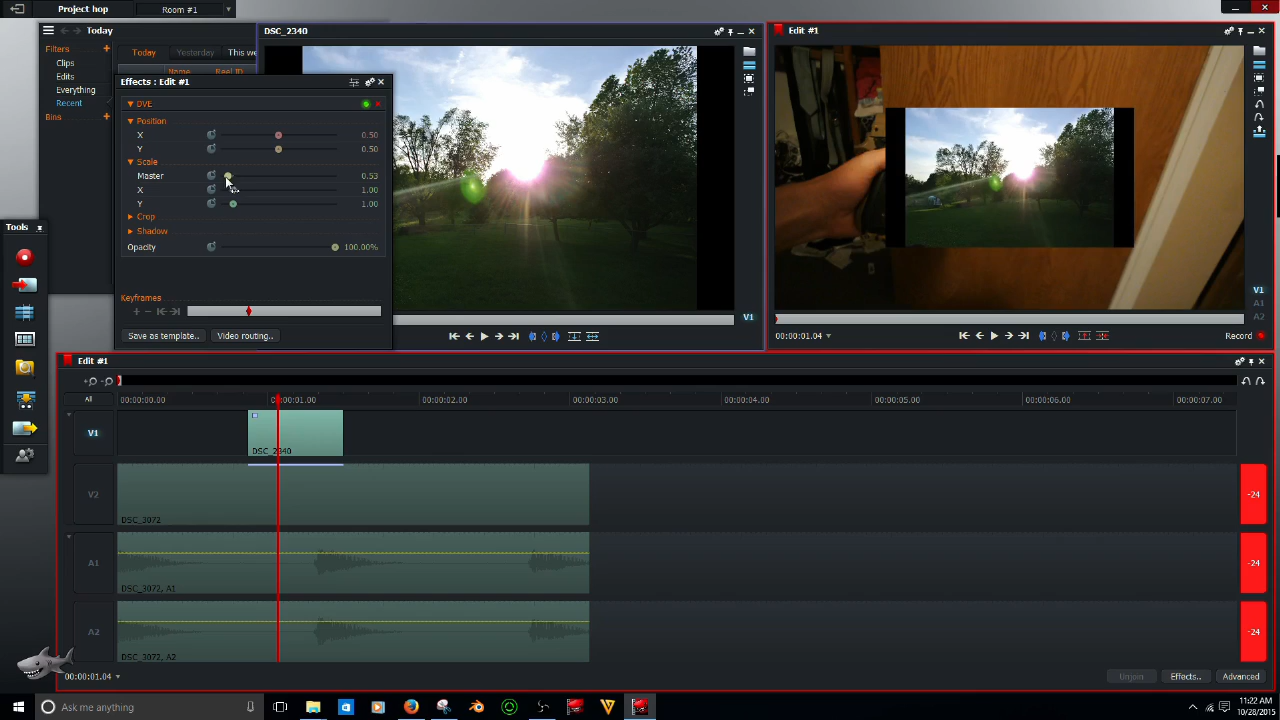 Project hop
Room #1
Today
Filters
Clips
Edits
Everything
Recent
Bins
Today Yesterday This we
Name Reel ID
Effects : Edit #1
DVE
Position
X 0.50
Y 0.50
Scale
Master 0.53
X 1.00
Y 1.00
Crop
Shadow
Opacity 100.00%
Keyframes
Save as template..
Video routing..
DSC_2340
V1
Edit #1
V1
A1
A2
00:00:01.04
Record
Tools
Edit #1
All
00:00:00.00 00:00:01.00 00:00:02.00 00:00:03.00 00:00:04.00 00:00:05.00 00:00:06.00 00:00:07.00
V1
DSC_2340
V2
DSC_3072
-24
A1
DSC_3072, A1
-24
A2
DSC_3072, A2
-24
00:00:01.04
Unjoin
Effects..
Advanced
Ask me anything
11:22 AM
10/28/2015